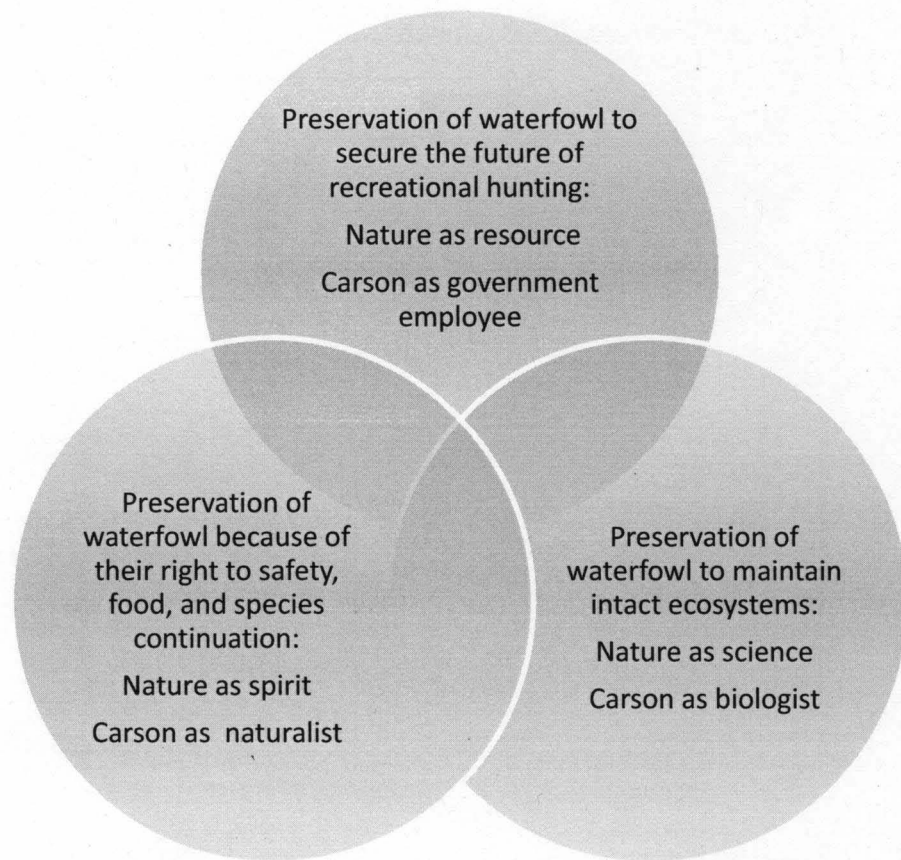 Preservation of waterfowl to
secure the future of
recreational hunting:
Nature as resource
Carson as government
employee
Preservation of
waterfowl because of
their right to safety,
food, and species
continuation:
Nature as spirit
Carson as naturalist
Preservation of
waterfowl to maintain
intact ecosystems:
Nature as science
Carson as biologist